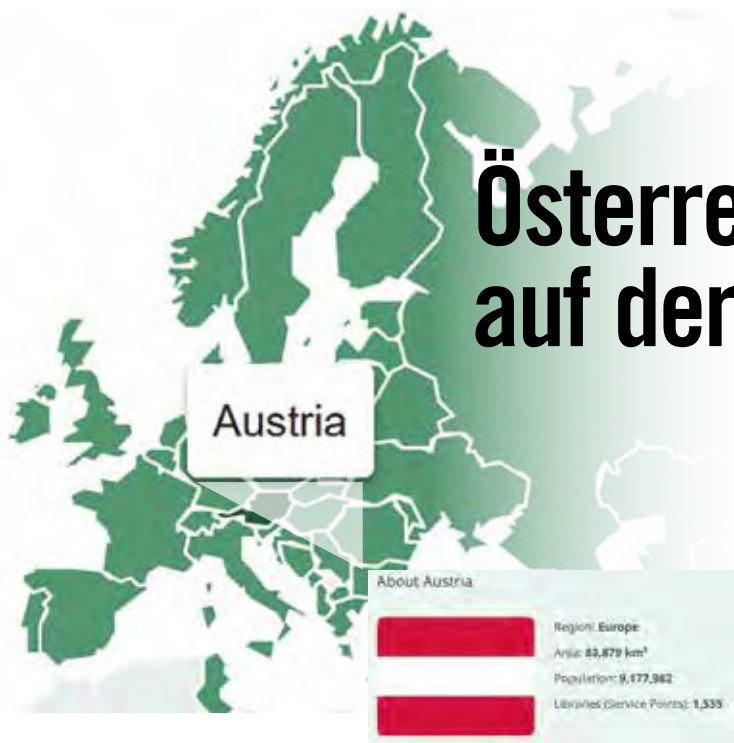 Österre
auf der
Austria
About Austria
Region: Europe
Area: 83,879 km²
Population: 9,177,982
Libraries (Service Points): 1,535